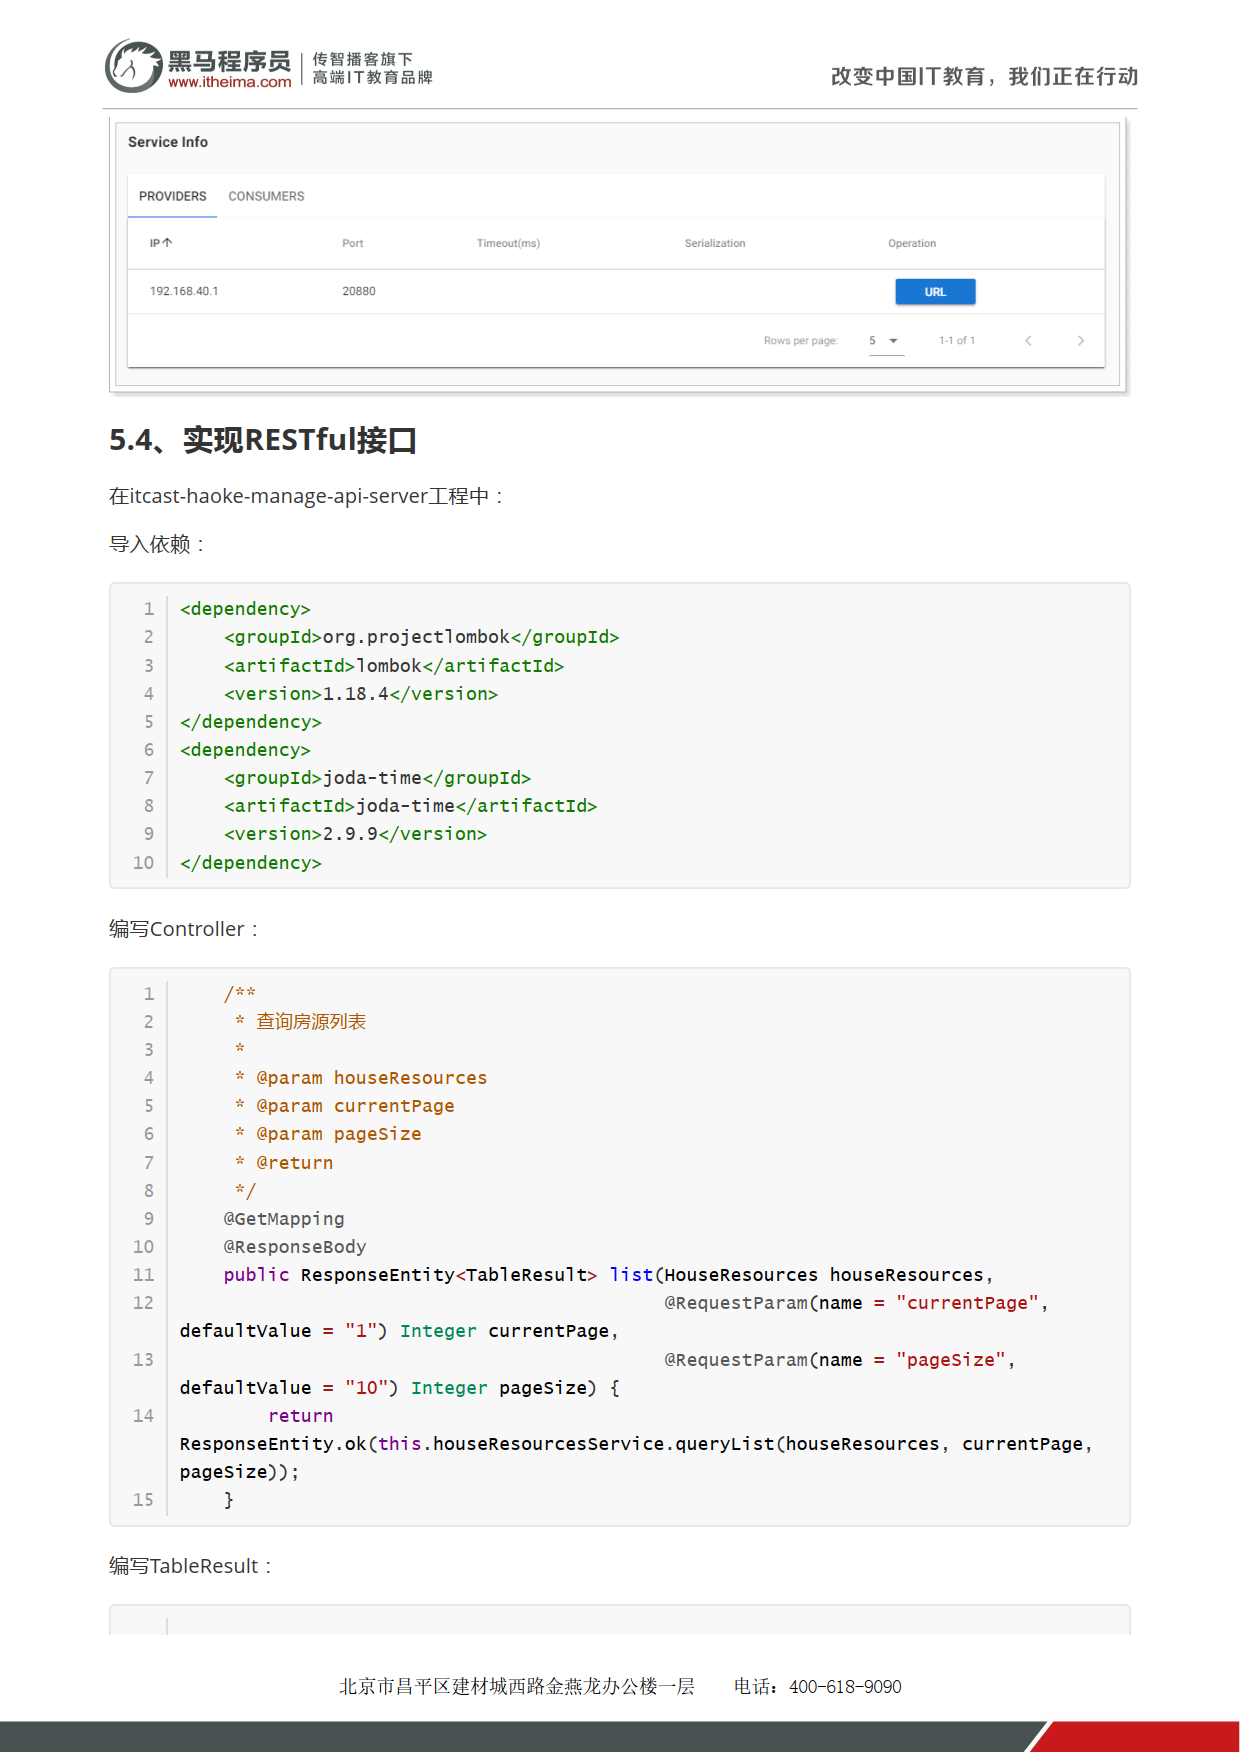 黑马程序员
www.itheima.com
传智播客旗下
高端IT教育品牌
改变中国IT教育，我们正在行动
Service Info
PROVIDERS CONSUMERS
IP↑ Port Timeout(ms) Serialization Operation
192.168.40.1 20880 URL
Rows per page: 5 1-1 of 1
5.4、实现RESTful接口
在itcast-haoke-manage-api-server工程中：
导入依赖：
1 <dependency>
2     <groupId>org.projectlombok</groupId>
3     <artifactId>lombok</artifactId>
4     <version>1.18.4</version>
5 </dependency>
6 <dependency>
7     <groupId>joda-time</groupId>
8     <artifactId>joda-time</artifactId>
9     <version>2.9.9</version>
10 </dependency>
编写Controller：
1     /**
2      * 查询房源列表
3      *
4      * @param houseResources
5      * @param currentPage
6      * @param pageSize
7      * @return
8      */
9     @GetMapping
10     @ResponseBody
11     public ResponseEntity<TableResult> list(HouseResources houseResources,
12                                             @RequestParam(name = "currentPage",
defaultValue = "1") Integer currentPage,
13                                             @RequestParam(name = "pageSize",
defaultValue = "10") Integer pageSize) {
14         return
ResponseEntity.ok(this.houseResourcesService.queryList(houseResources, currentPage,
pageSize));
15     }
编写TableResult：
北京市昌平区建材城西路金燕龙办公楼一层 电话：400-618-9090